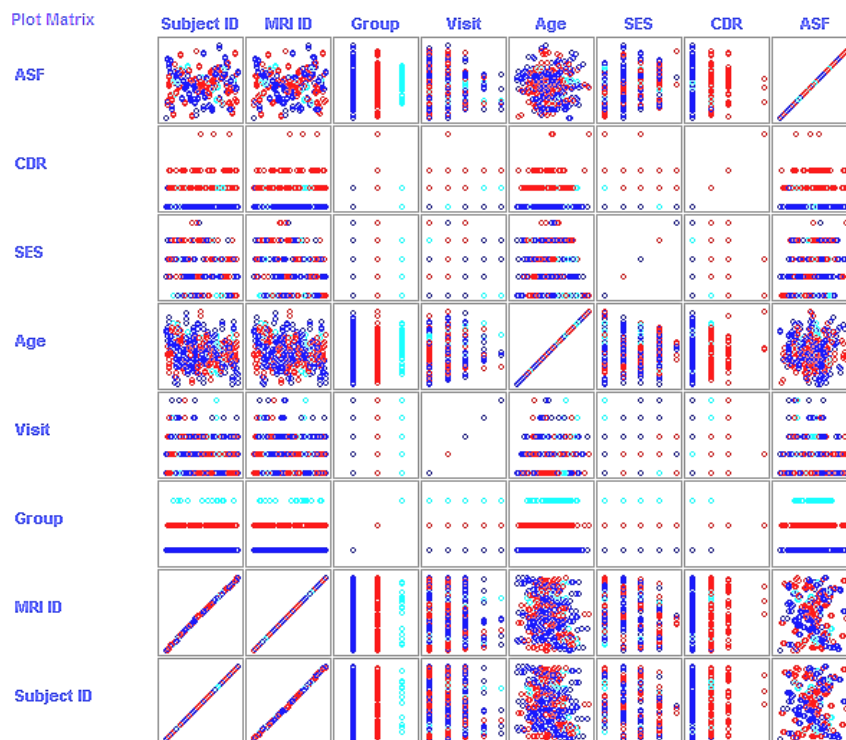 Plot Matrix
Subject ID MRI ID Group Visit Age SES CDR ASF
ASF
CDR
SES
Age
Visit
Group
MRI ID
Subject ID